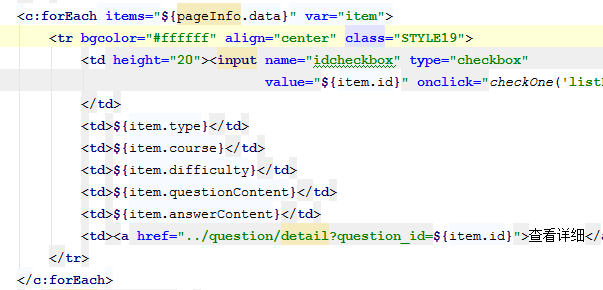 <c:forEach items="${pageInfo.data}" var="item">
<tr bgcolor="#ffffff" align="center" class="STYLE19">
<td height="20"><input name="idcheckbox" type="checkbox"
value="${item.id}" onclick="checkOne('list
</td>
<td>${item.type}</td>
<td>${item.course}</td>
<td>${item.difficulty}</td>
<td>${item.questionContent}</td>
<td>${item.answerContent}</td>
<td><a href="../question/detail?question_id=${item.id}">查看详细</
</tr>
</c:forEach>